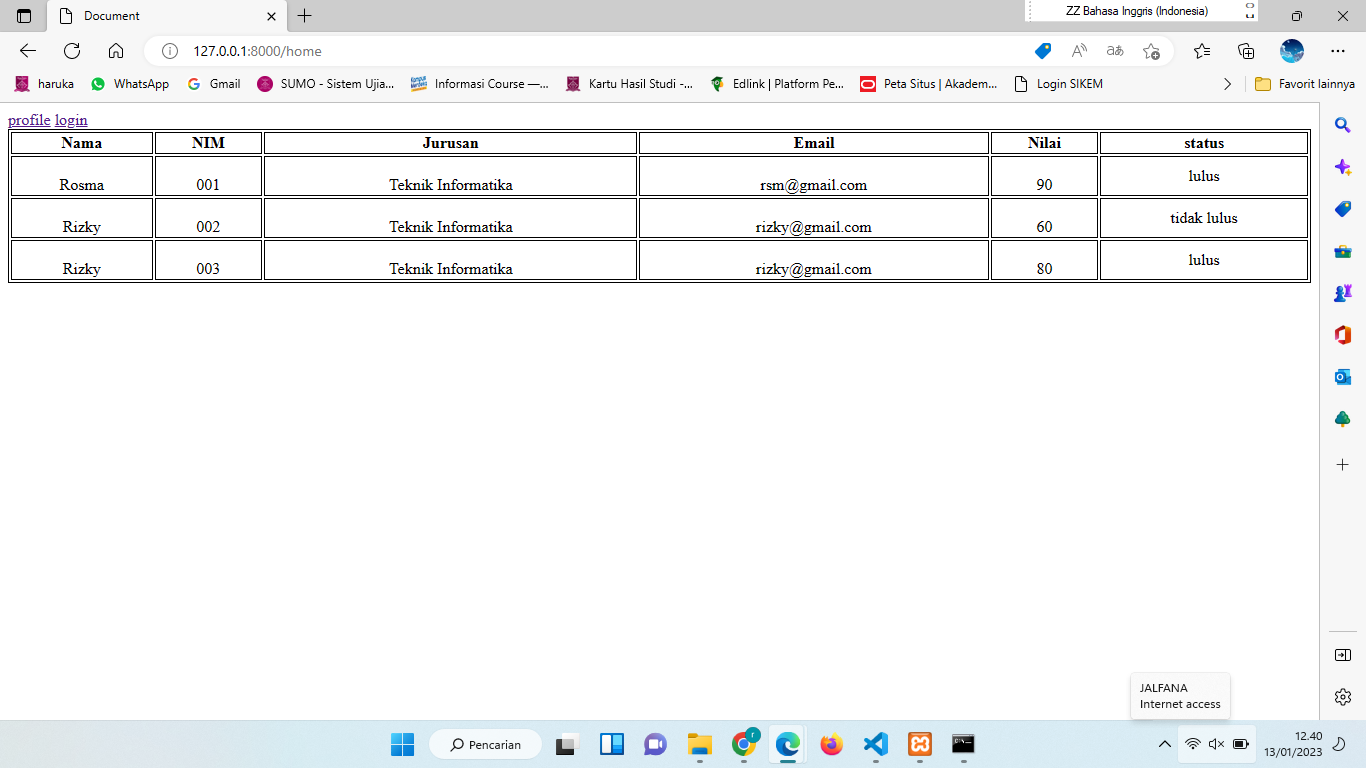 Document
ZZ Bahasa Inggris (Indonesia)
127.0.0.1:8000/home
haruka WhatsApp Gmail SUMO - Sistem Ujia... Informasi Course —... Kartu Hasil Studi -... Edlink | Platform Pe... Peta Situs | Akadem... Login SIKEM Favorit lainnya
profile login
Nama NIM Jurusan Email Nilai status
Rosma 001 Teknik Informatika rsm@gmail.com 90 lulus
Rizky 002 Teknik Informatika rizky@gmail.com 60 tidak lulus
Rizky 003 Teknik Informatika rizky@gmail.com 80 lulus
JALFANA
Internet access
Pencarian
12.40
13/01/2023